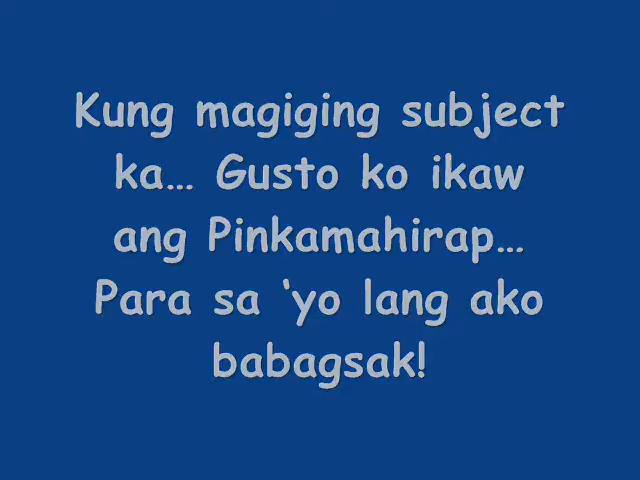 Kung magiging subject
ka... Gusto ko ikaw
ang Pinkamahirap...
Para sa ‘yo lang ako
babagsak!